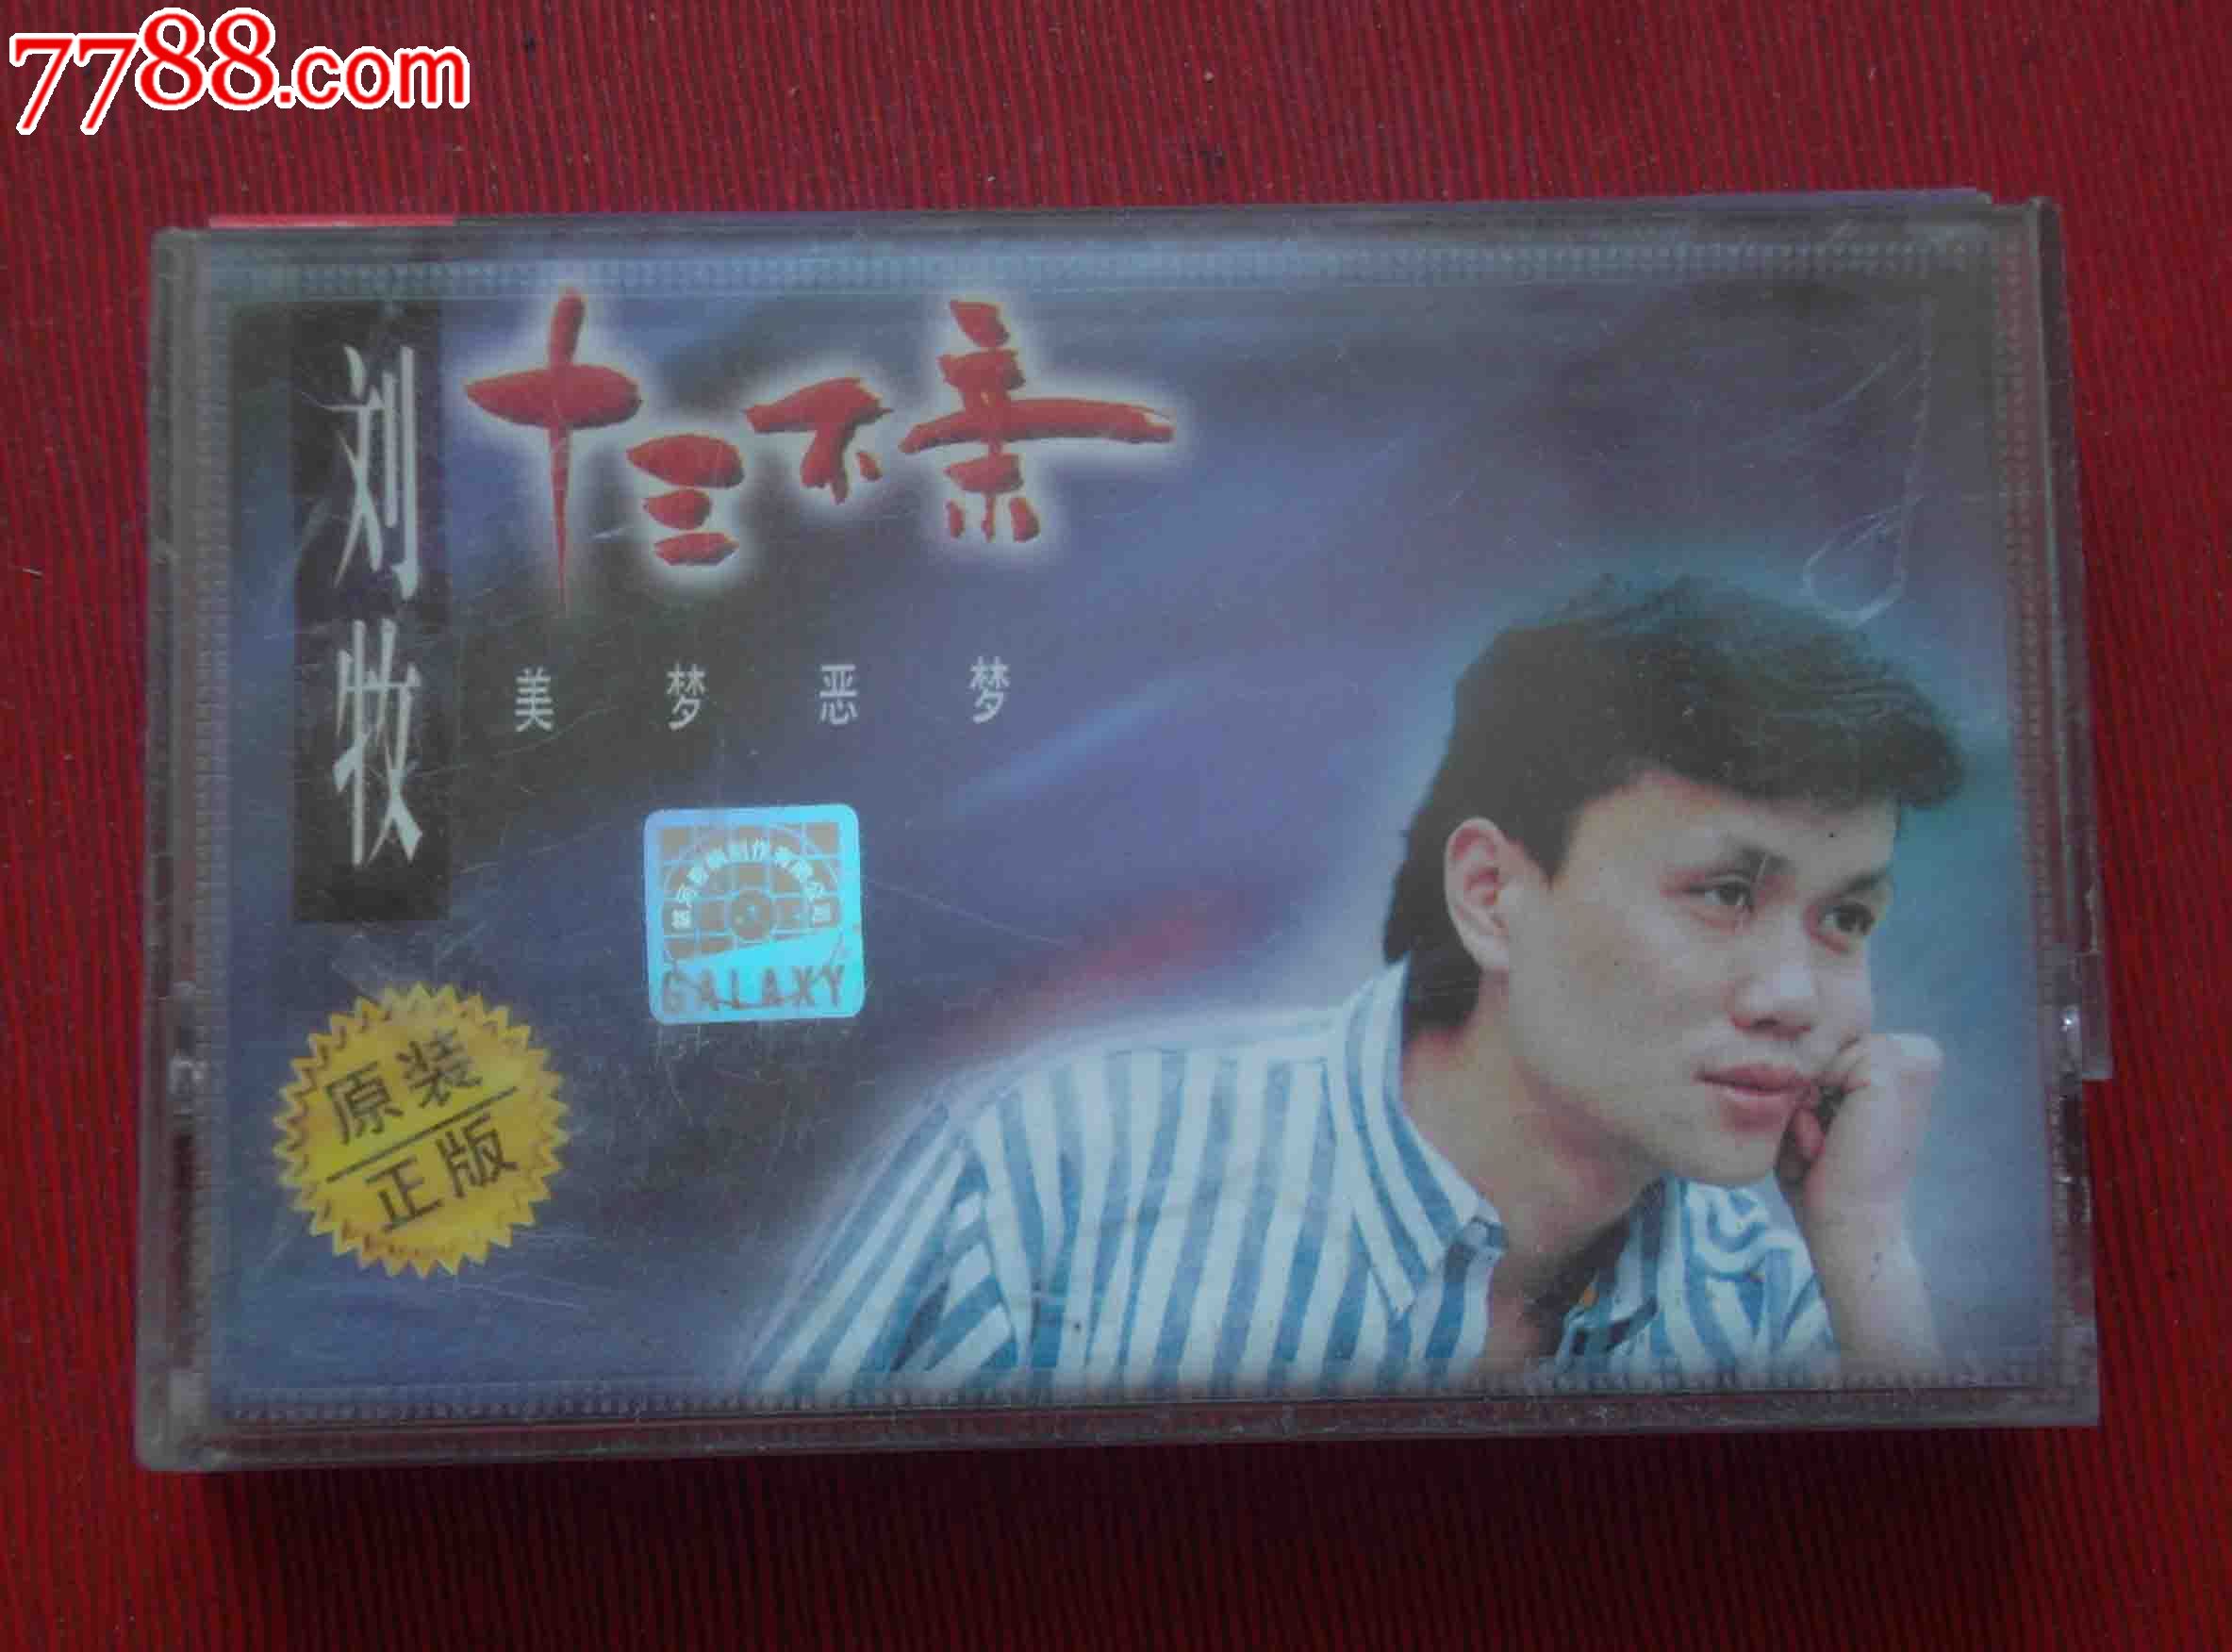 7788.com
刘牧
十三不亲
美梦恶梦
GALAXY
原装
正版